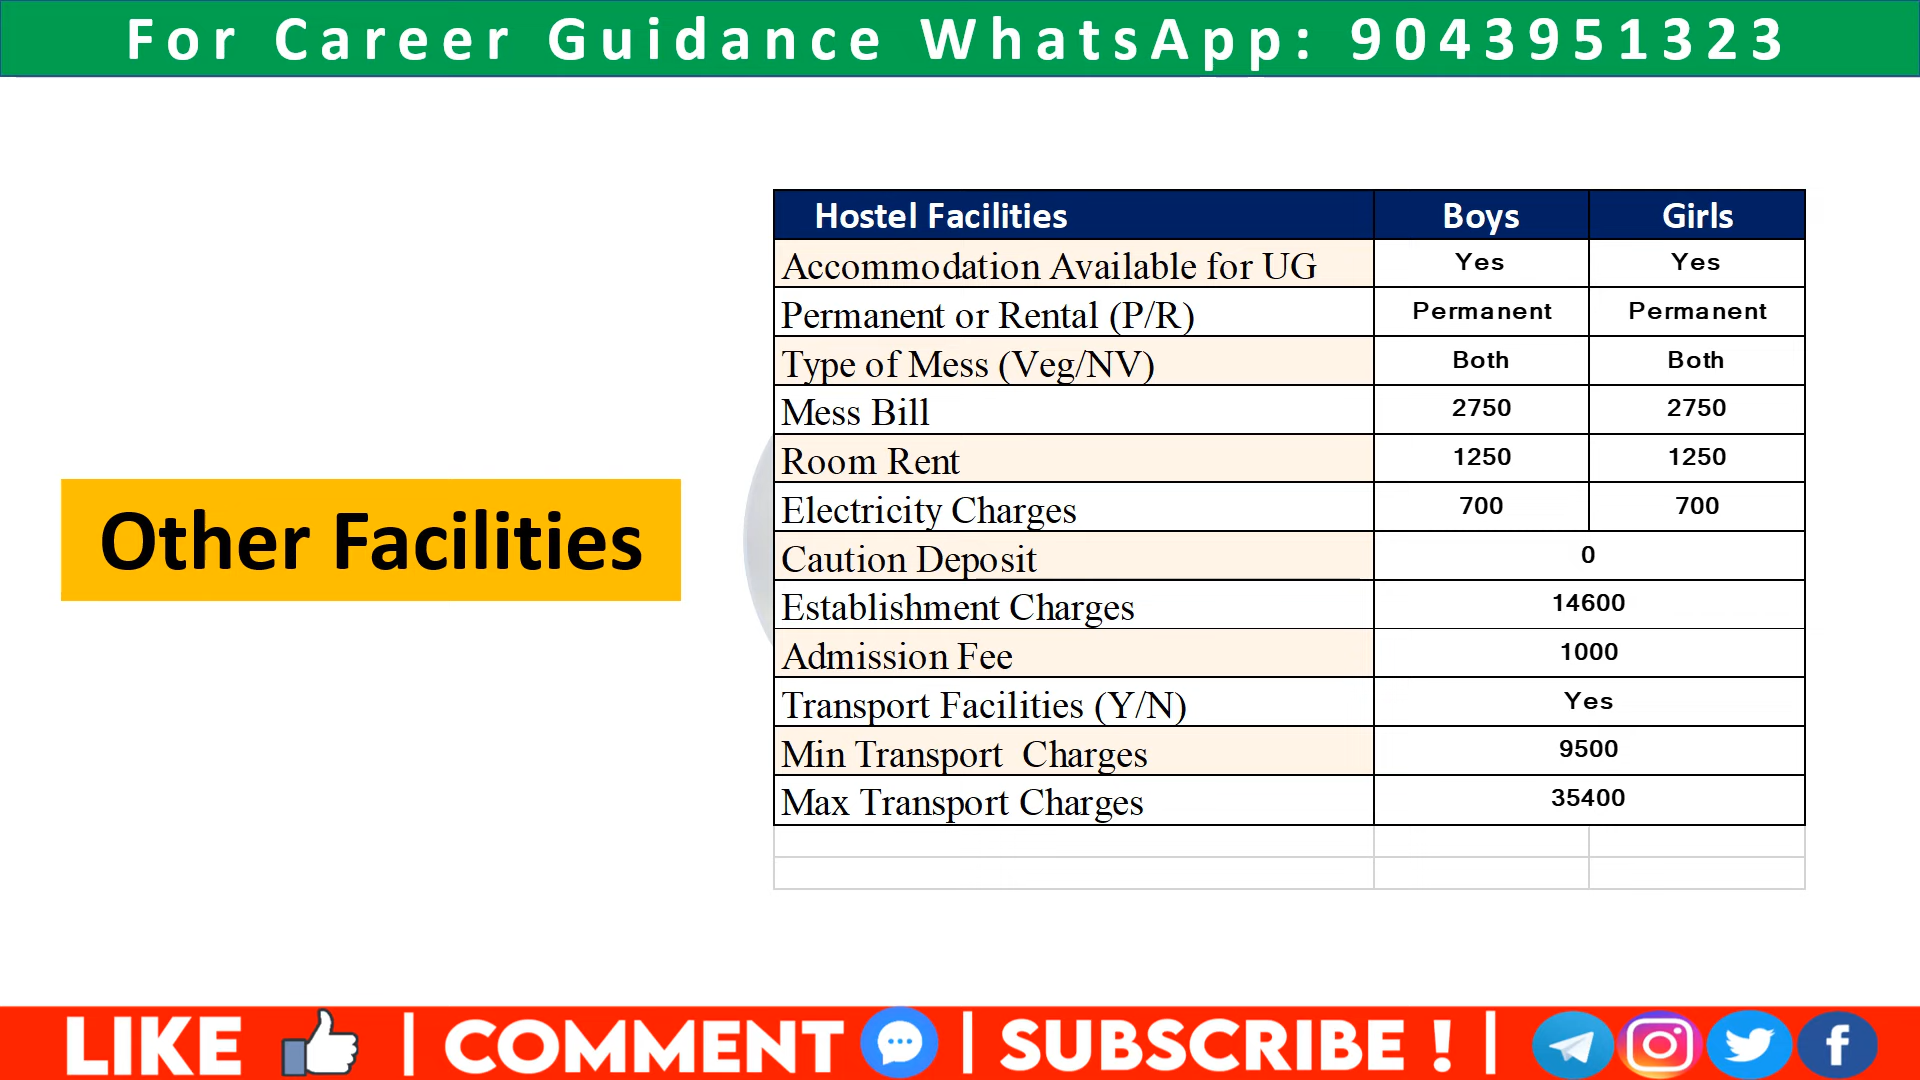 For Career Guidance WhatsApp: 9043951323
Other Facilities
Hostel Facilities Boys Girls
Accommodation Available for UG Yes Yes
Permanent or Rental (P/R) Permanent Permanent
Type of Mess (Veg/NV) Both Both
Mess Bill 2750 2750
Room Rent 1250 1250
Electricity Charges 700 700
Caution Deposit 0
Establishment Charges 14600
Admission Fee 1000
Transport Facilities (Y/N) Yes
Min Transport Charges 9500
Max Transport Charges 35400
LIKE | COMMENT | SUBSCRIBE ! |